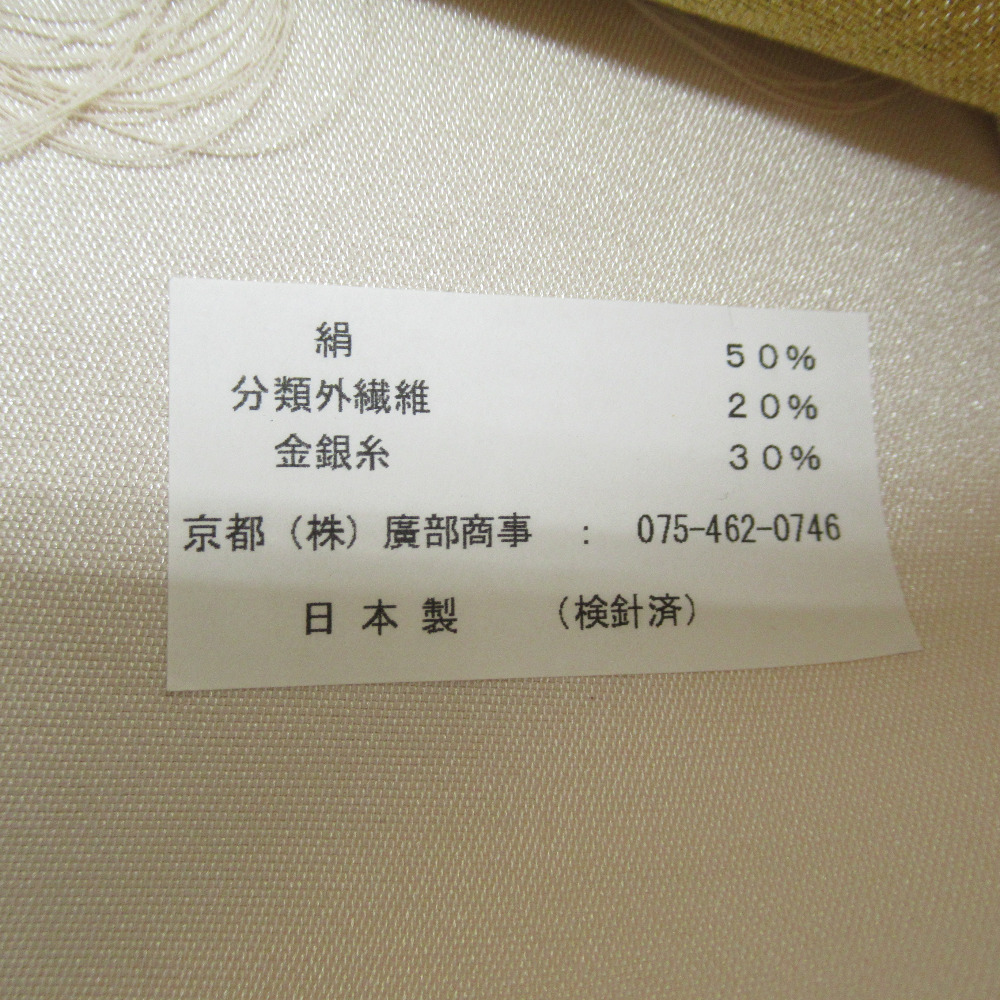 絹 50%
分類外繊維 20%
金銀糸 30%
京都（株）廣部商事 : 075-462-0746
日本製 （検針済）